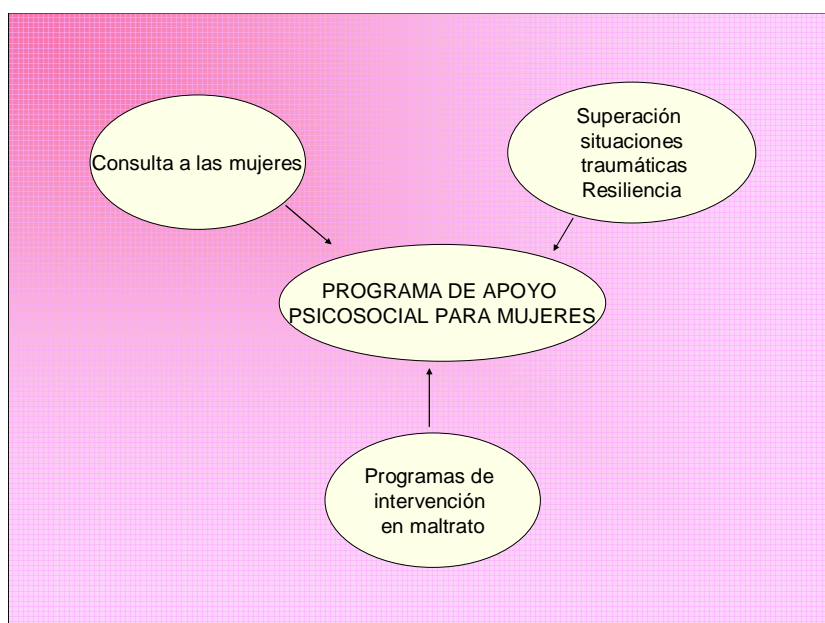 Consulta a las mujeres
Superación
situaciones
traumáticas
Resiliencia
PROGRAMA DE APOYO
PSICOSOCIAL PARA MUJERES
Programas de
intervención
en maltrato